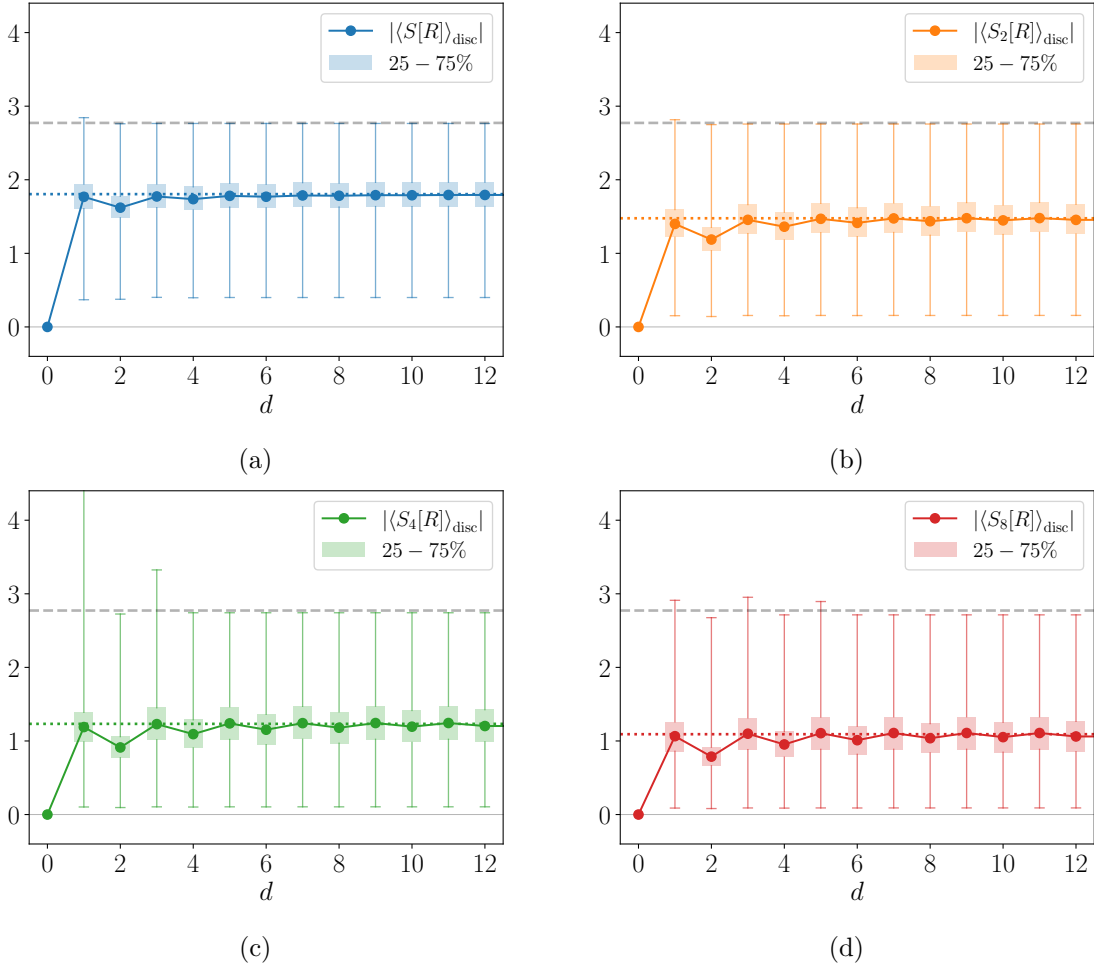 4
3
2
1
0
|⟨S[R]⟩_disc|
25 − 75%
0 2 4 6 8 10 12
d
(a)
4
3
2
1
0
|⟨S_2[R]⟩_disc|
25 − 75%
0 2 4 6 8 10 12
d
(b)
4
3
2
1
0
|⟨S_4[R]⟩_disc|
25 − 75%
0 2 4 6 8 10 12
d
(c)
4
3
2
1
0
|⟨S_8[R]⟩_disc|
25 − 75%
0 2 4 6 8 10 12
d
(d)